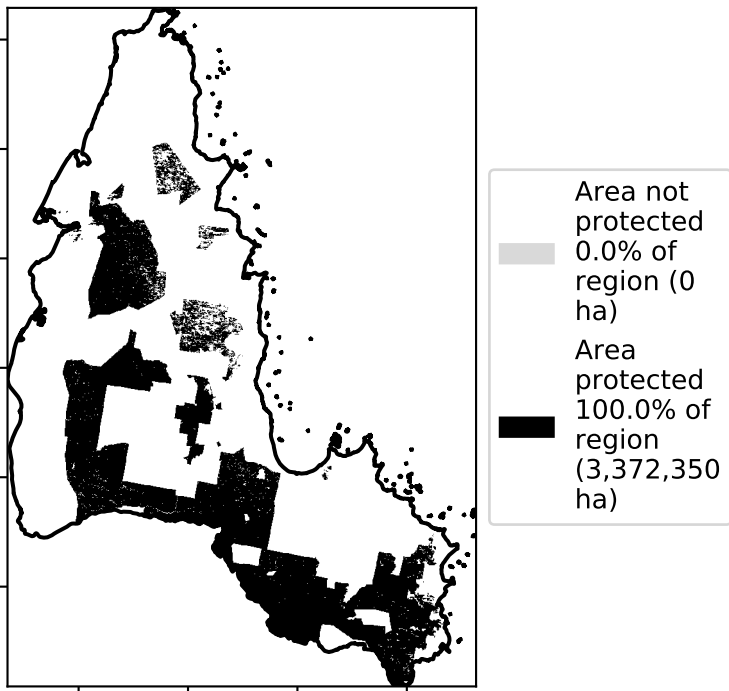 Area not
protected
0.0% of
region (0
ha)
Area
protected
100.0% of
region
(3,372,350
ha)